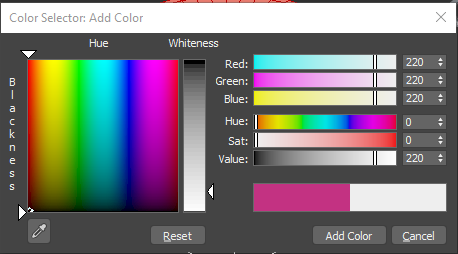 Color Selector: Add Color
Hue
Whiteness
Blackness
Red: 220
Green: 220
Blue: 220
Hue: 0
Sat: 0
Value: 220
Reset
Add Color
Cancel